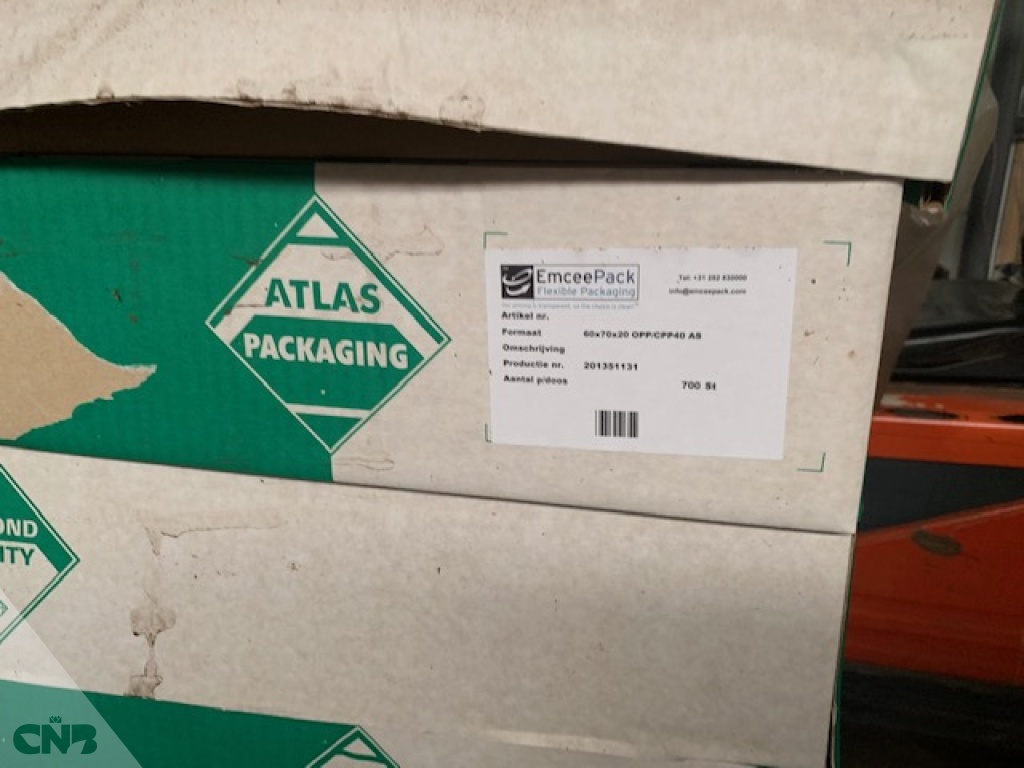 ATLAS
PACKAGING
EmceePack
Flexible Packaging
Tel: +31 252 830000
info@emceepack.com
Artikel nr.
Formaat 60x70x20 OPP/CPP40 AS
Omschrijving
Productie nr. 201351131
Aantal p/doos 700 St
OND
ITY
CNB